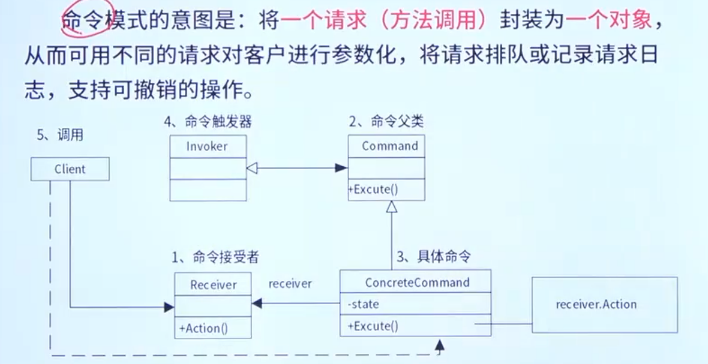 命令模式的意图是：将一个请求（方法调用）封装为一个对象，
从而可用不同的请求对客户进行参数化，将请求排队或记录请求日
志，支持可撤销的操作。
5、调用
4、命令触发器
2、命令父类
Client
Invoker
Command
+Excute()
1、命令接受者
3、具体命令
Receiver
receiver
ConcreteCommand
-state
receiver.Action
+Action()
+Excute()